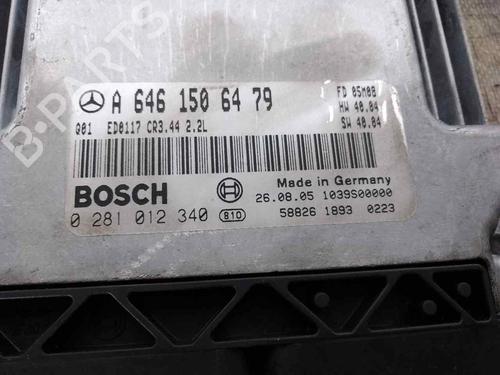 A 646 150 64 79
FD 05M08
Q01 ED0117 CR3.44 2.2L
HW 40.04
SW 40.04
BOSCH
Made in Germany
26.08.05 1039S00000
0 281 012 340 810
58826 1893 0223
B-Parts